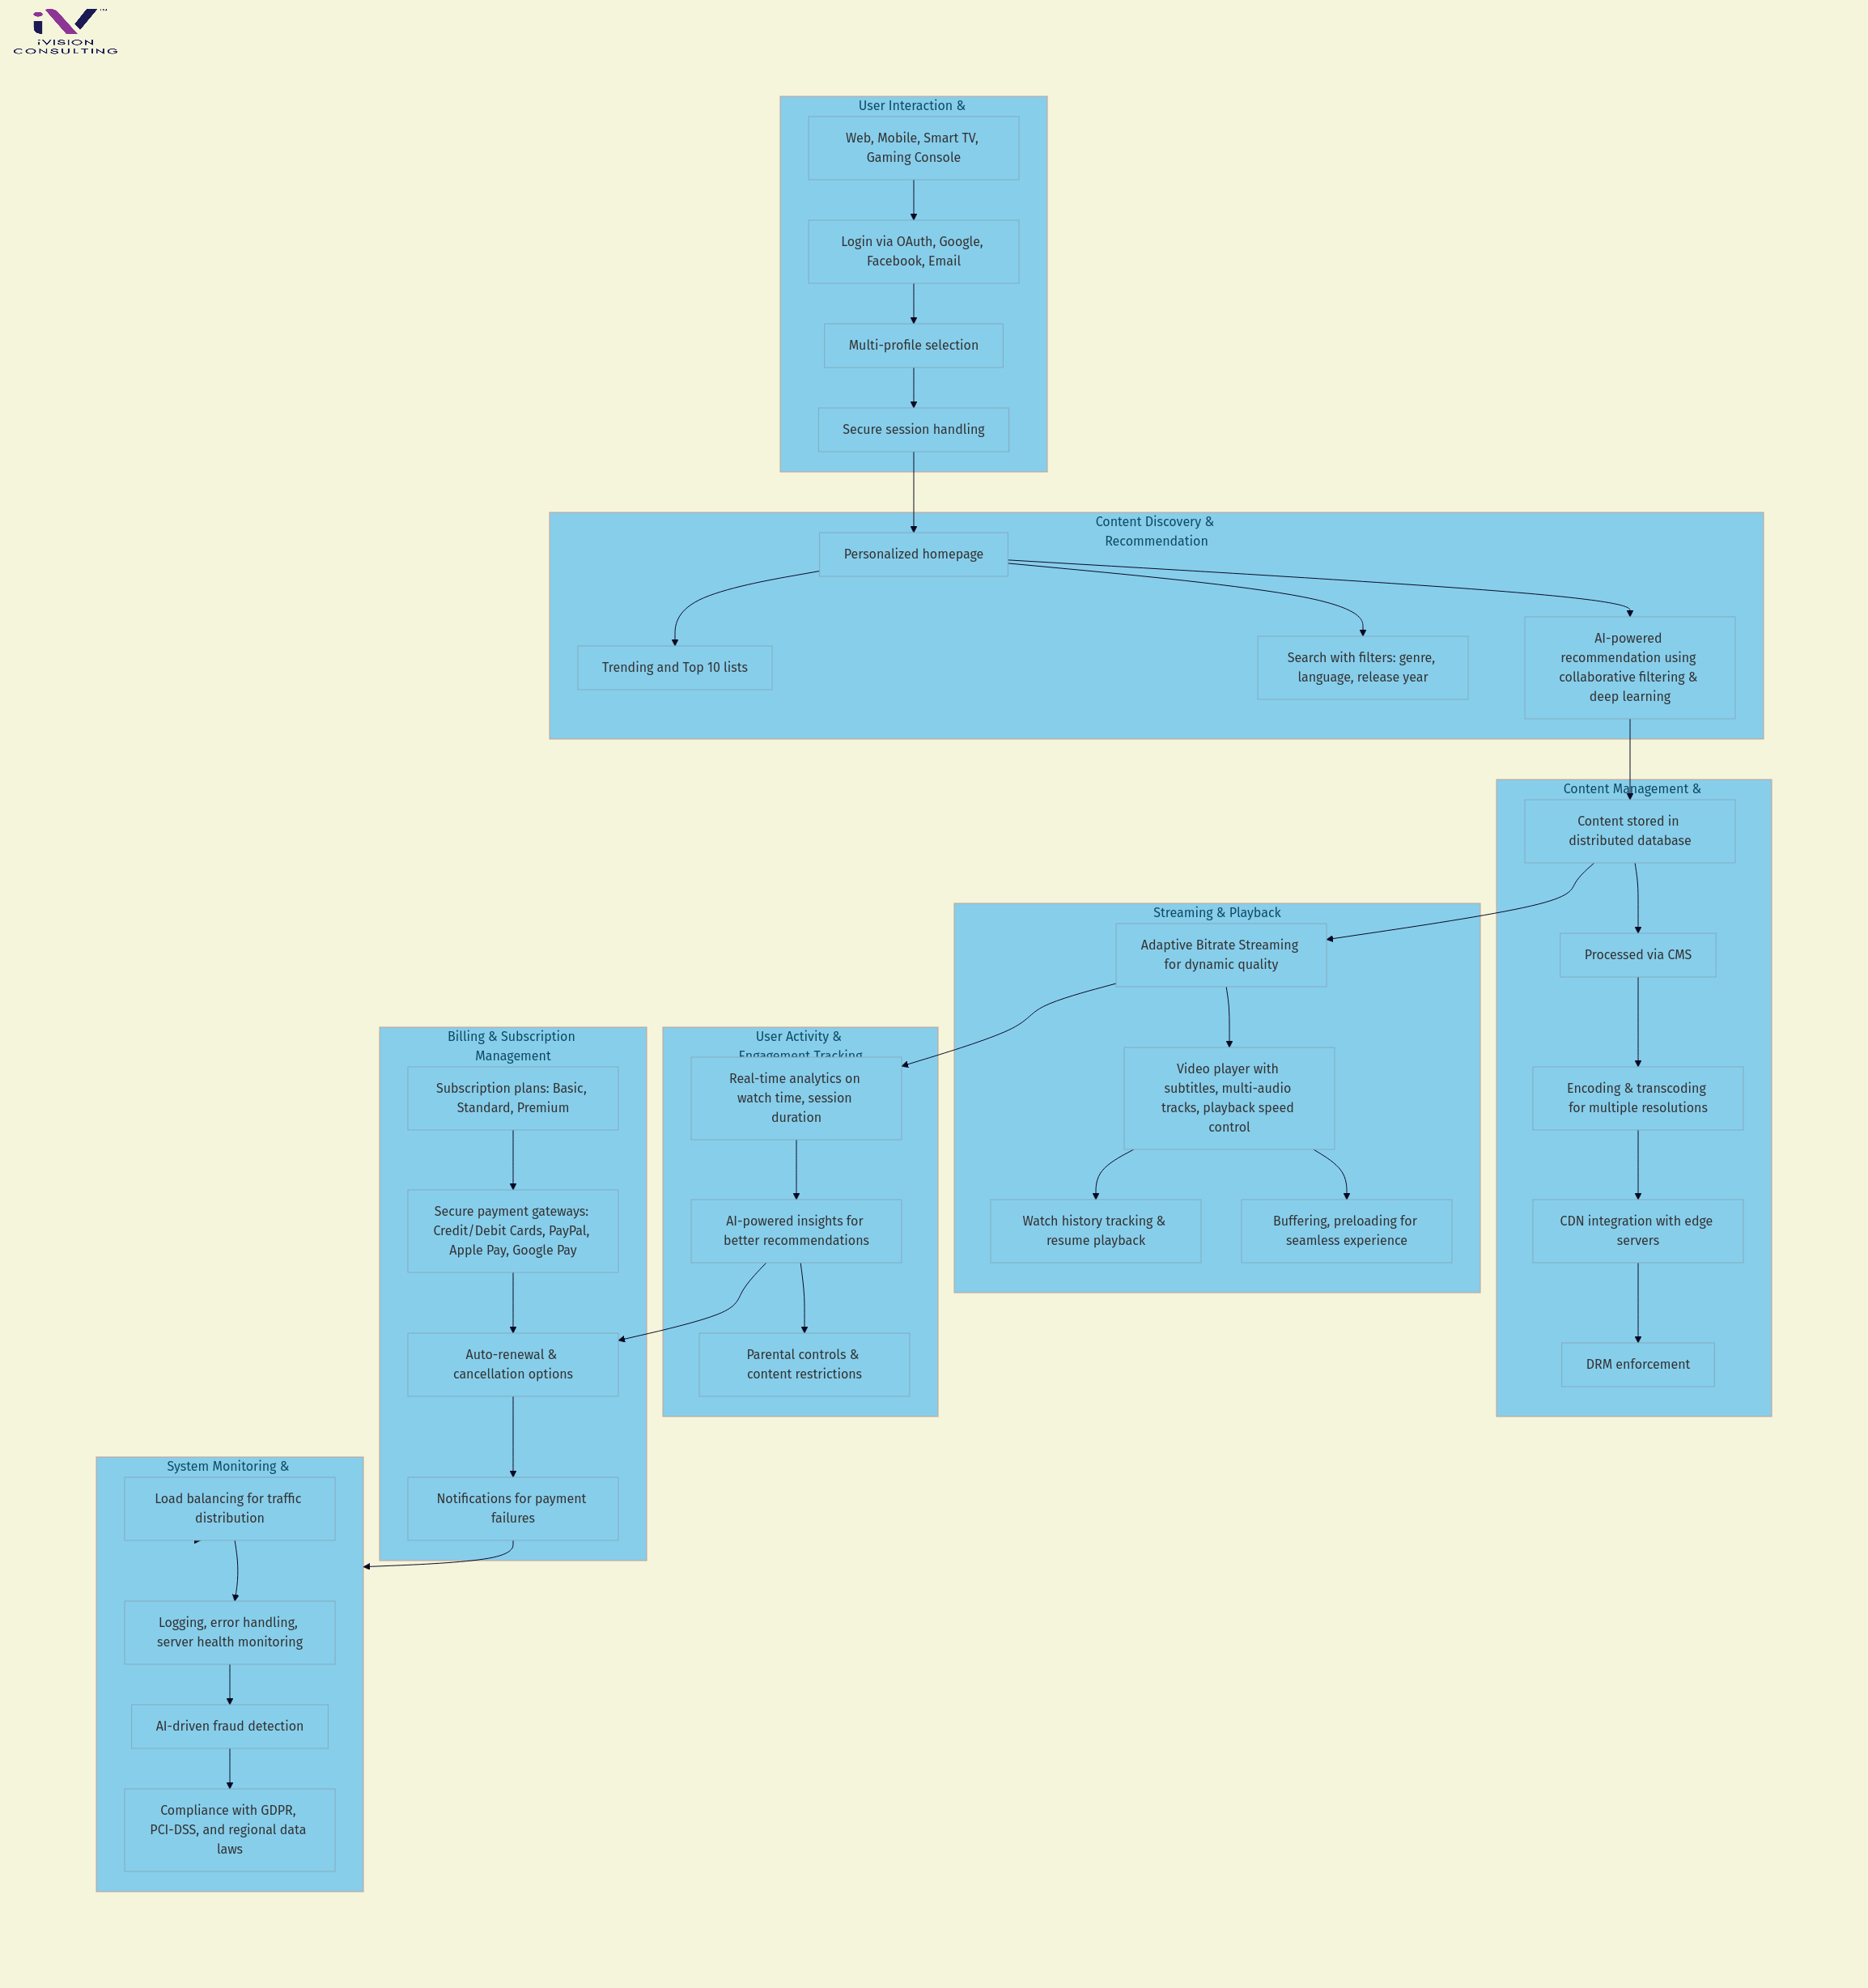 iV
™
iVISION
CONSULTING
User Interaction &
Web, Mobile, Smart TV,
Gaming Console
Login via OAuth, Google,
Facebook, Email
Multi-profile selection
Secure session handling
Content Discovery &
Recommendation
Personalized homepage
Trending and Top 10 lists
Search with filters: genre,
language, release year
AI-powered
recommendation using
collaborative filtering &
deep learning
Content Management &
Content stored in
distributed database
Processed via CMS
Encoding & transcoding
for multiple resolutions
CDN integration with edge
servers
DRM enforcement
Streaming & Playback
Adaptive Bitrate Streaming
for dynamic quality
Video player with
subtitles, multi-audio
tracks, playback speed
control
Watch history tracking &
resume playback
Buffering, preloading for
seamless experience
User Activity &
Engagement Tracking
Real-time analytics on
watch time, session
duration
AI-powered insights for
better recommendations
Parental controls &
content restrictions
Billing & Subscription
Management
Subscription plans: Basic,
Standard, Premium
Secure payment gateways:
Credit/Debit Cards, PayPal,
Apple Pay, Google Pay
Auto-renewal &
cancellation options
Notifications for payment
failures
System Monitoring &
Load balancing for traffic
distribution
Logging, error handling,
server health monitoring
AI-driven fraud detection
Compliance with GDPR,
PCI-DSS, and regional data
laws